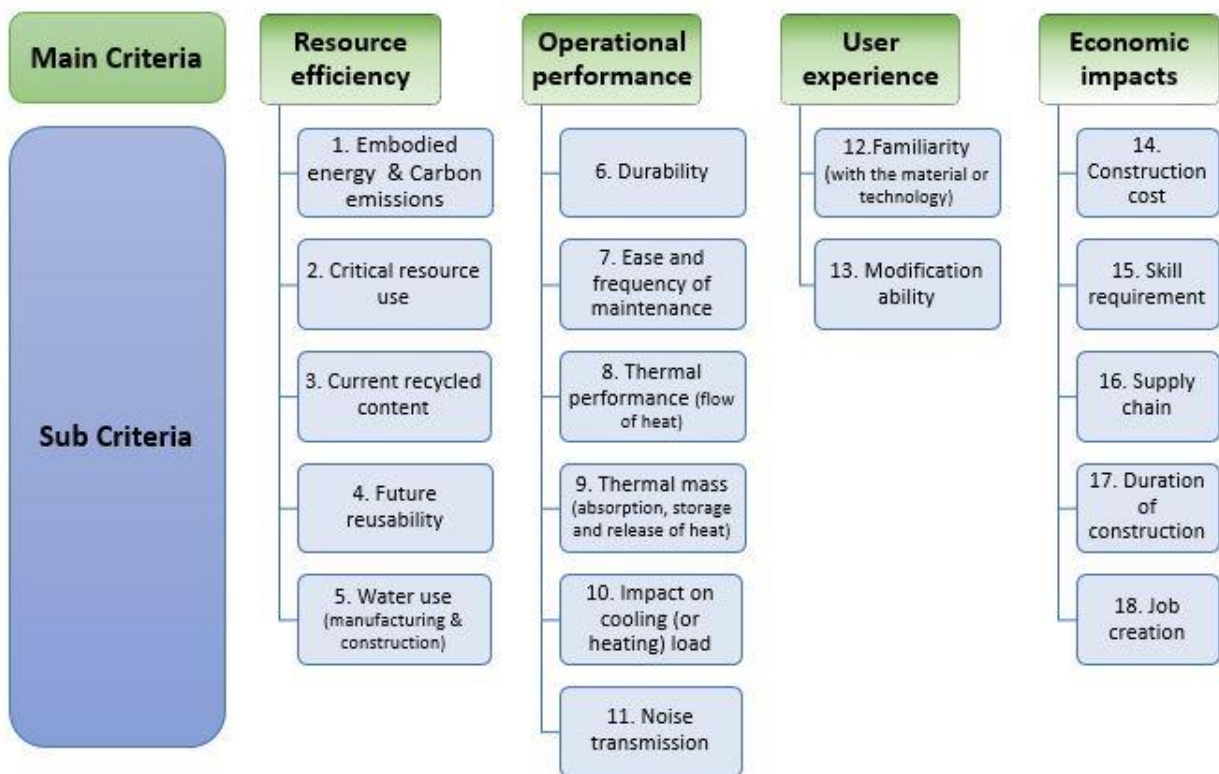 Main Criteria
Resource
efficiency
Operational
performance
User
experience
Economic
impacts
Sub Criteria
1. Embodied
energy & Carbon
emissions
2. Critical resource
use
3. Current recycled
content
4. Future
reusability
5. Water use
(manufacturing &
construction)
6. Durability
7. Ease and
frequency of
maintenance
8. Thermal
performance (flow
of heat)
9. Thermal mass
(absorption, storage
and release of heat)
10. Impact on
cooling (or
heating) load
11. Noise
transmission
12.Familiarity
(with the material or
technology)
13. Modification
ability
14.
Construction
cost
15. Skill
requirement
16. Supply
chain
17. Duration
of
construction
18. Job
creation